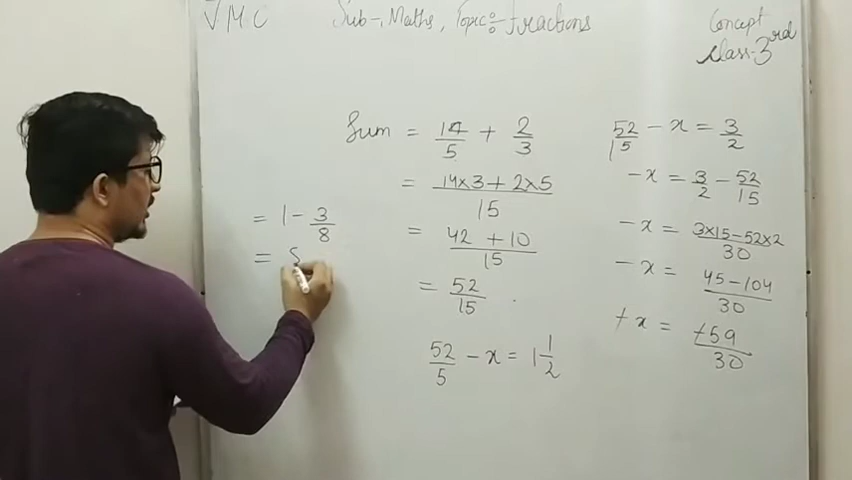 JMC Sub-, Maths, Topic:- fractions Concept
Class-3rd
Sum = 14/5 + 2/3
= 14×3+2×5/15
= 42+10/15
= 52/15
52/5 - x = 1 1/2
= 1 - 3/8
=
52/15 - x = 3/2
-x = 3/2 - 52/15
-x = 3×15-52×2/30
-x = 45-104/30
+x = +59/30